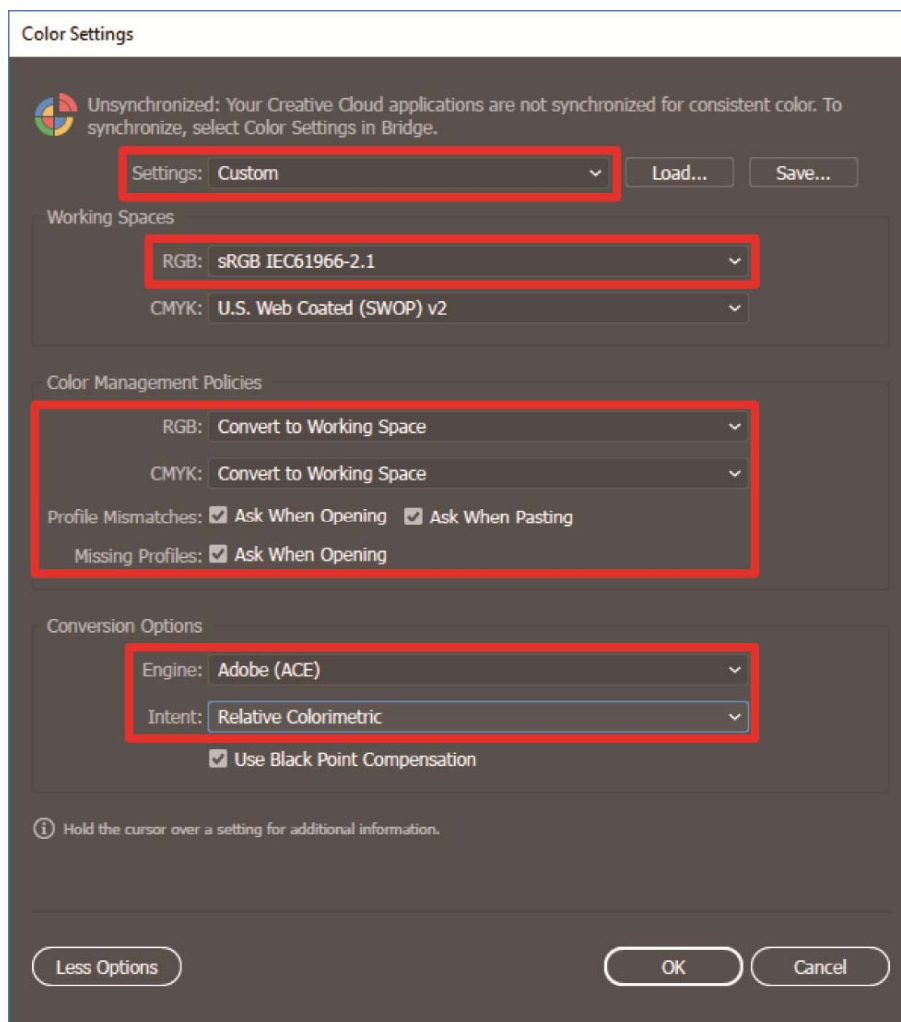 Color Settings
Unsynchronized: Your Creative Cloud applications are not synchronized for consistent color. To
synchronize, select Color Settings in Bridge.
Settings: Custom Load... Save...
Working Spaces
RGB: sRGB IEC61966-2.1
CMYK: U.S. Web Coated (SWOP) v2
Color Management Policies
RGB: Convert to Working Space
CMYK: Convert to Working Space
Profile Mismatches: Ask When Opening Ask When Pasting
Missing Profiles: Ask When Opening
Conversion Options
Engine: Adobe (ACE)
Intent: Relative Colorimetric
Use Black Point Compensation
Hold the cursor over a setting for additional information.
Less Options OK Cancel